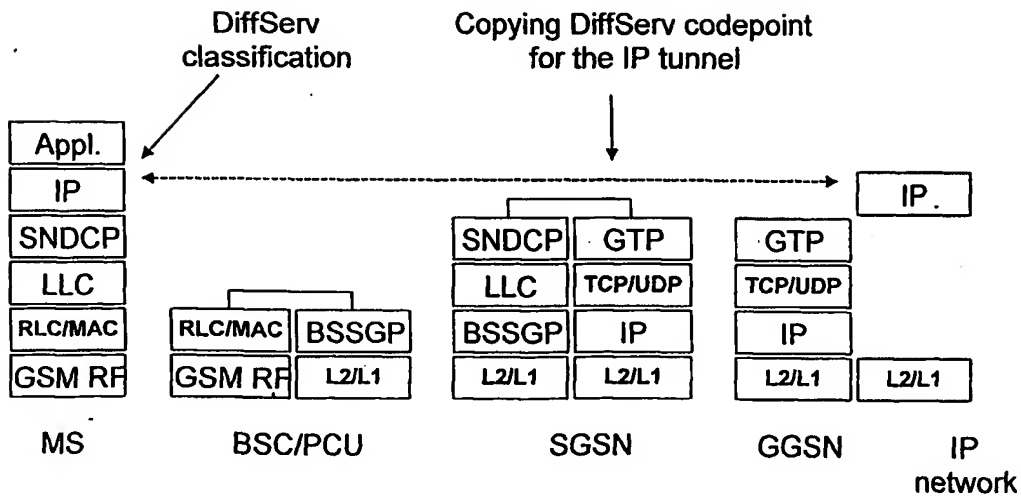 DiffServ
classification
Copying DiffServ codepoint
for the IP tunnel
Appl.
IP
IP
SNDCP
SNDCP
GTP
GTP
LLC
LLC
TCP/UDP
TCP/UDP
RLC/MAC
RLC/MAC
BSSGP
BSSGP
IP
IP
GSM RF
GSM RF
L2/L1
L2/L1
L2/L1
L2/L1
L2/L1
MS
BSC/PCU
SGSN
GGSN
IP
network